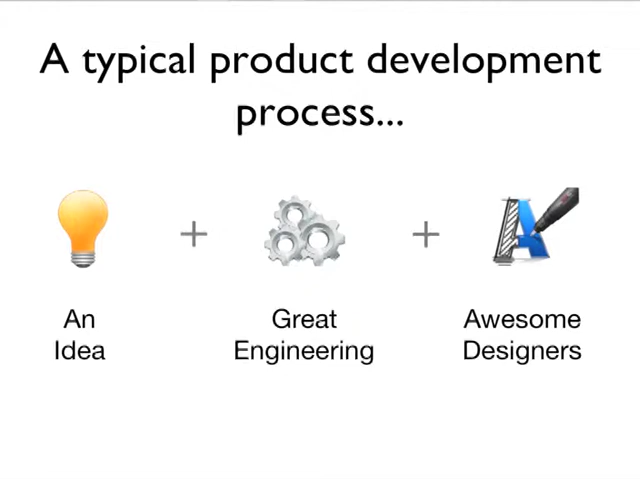 A typical product development
process...
+ +
An
Idea
Great
Engineering
Awesome
Designers